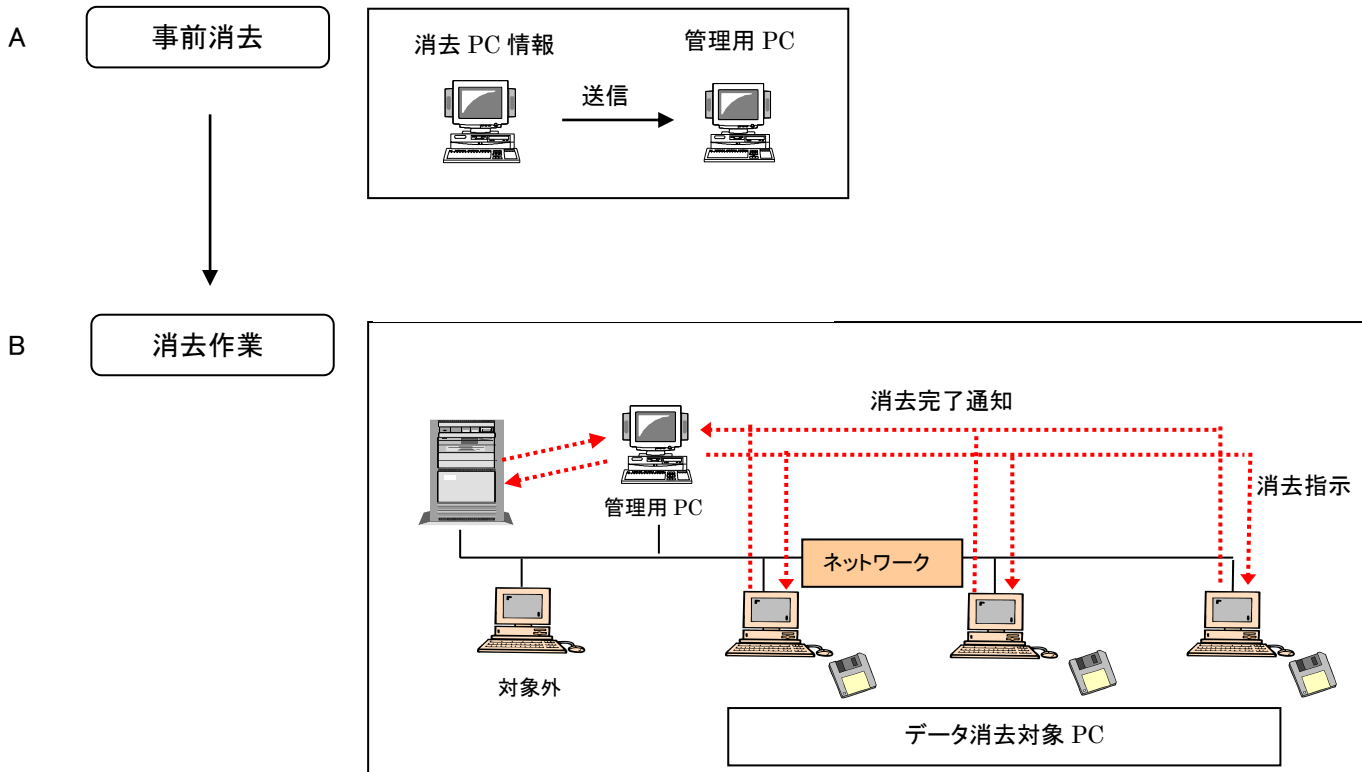 A
事前消去
消去 PC 情報
管理用 PC
送信
B
消去作業
消去完了通知
消去指示
管理用 PC
ネットワーク
対象外
データ消去対象 PC